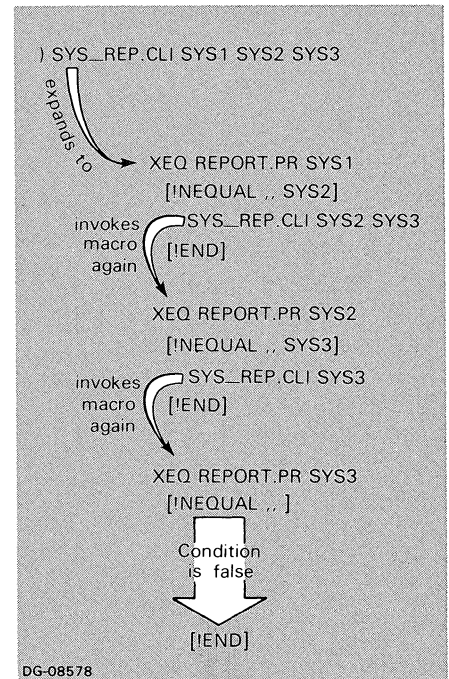 ) SYS_REP.CLI SYS1 SYS2 SYS3
expands to
XEQ REPORT.PR SYS1
[!NEQUAL ,, SYS2]
SYS_REP.CLI SYS2 SYS3
invokes
macro
again
[!END]
XEQ REPORT.PR SYS2
[!NEQUAL ,, SYS3]
SYS_REP.CLI SYS3
invokes
macro
again
[!END]
XEQ REPORT.PR SYS3
[!NEQUAL ,, ]
Condition
is false
[!END]
DG-08578